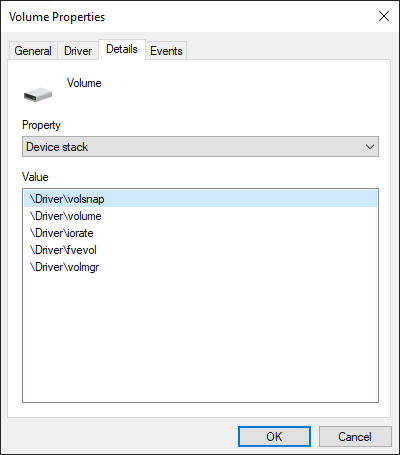 Volume Properties
General Driver Details Events
Volume
Property
Device stack
Value
\Driver\volsnap
\Driver\volume
\Driver\iorate
\Driver\fvevol
\Driver\volmgr
OK Cancel